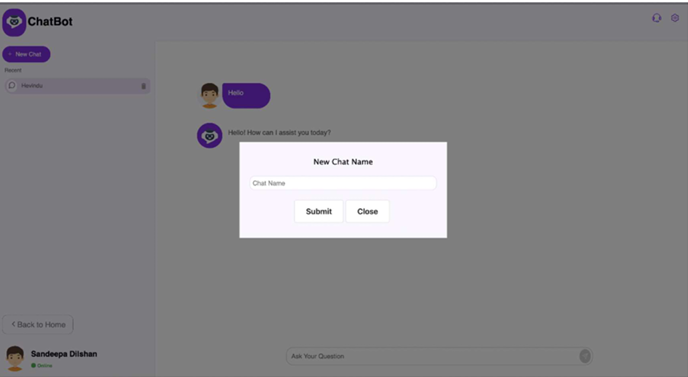 ChatBot
+ New Chat
Recent
Hello
Hello! How can I assist you today?
New Chat Name
Chat Name
Submit
Close
Back to Home
Sandeepa Dilshan
Online
Ask Your Question